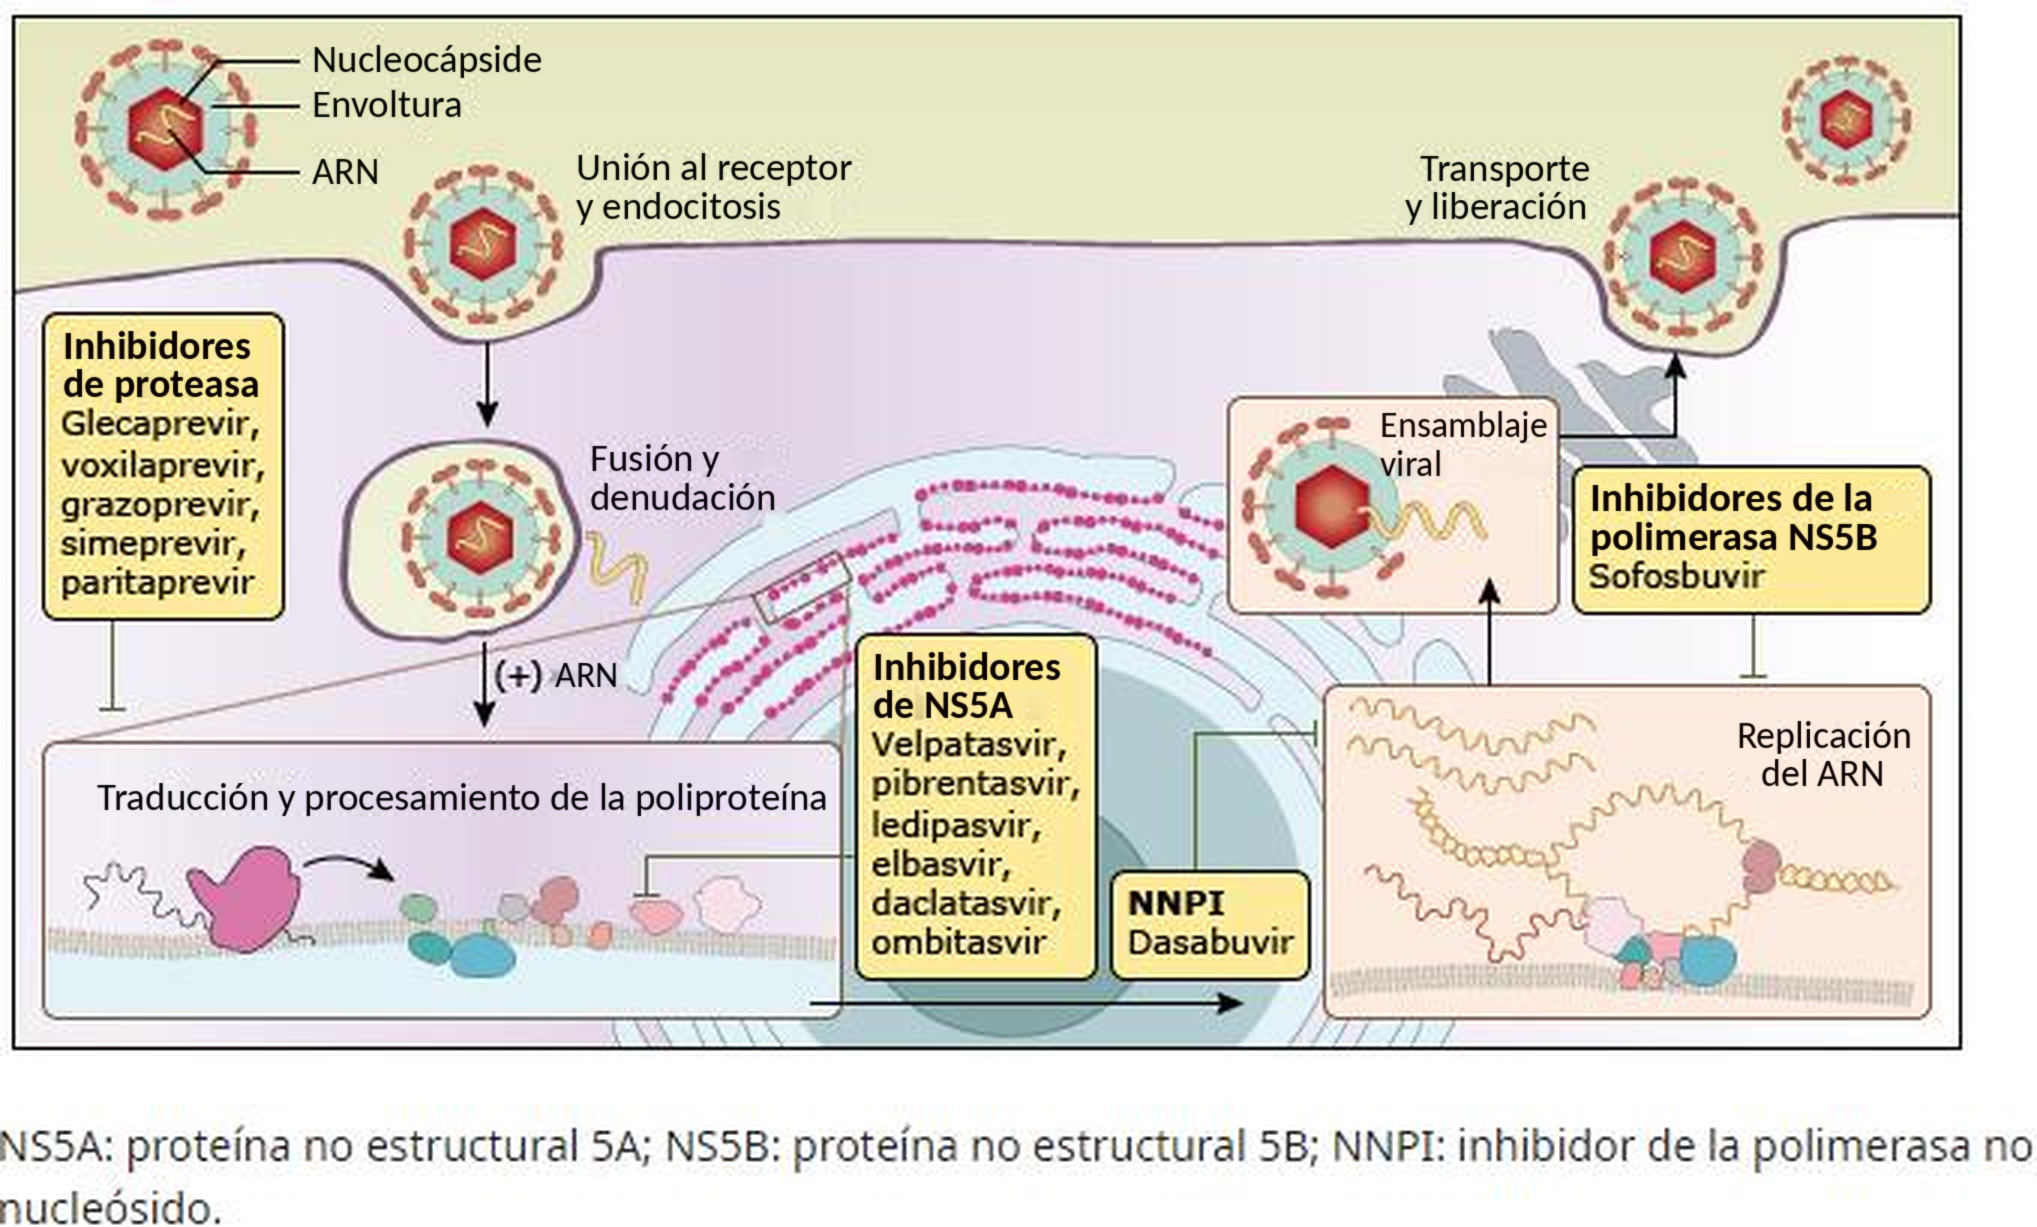 Nucleocápside
Envoltura
ARN
Unión al receptor
y endocitosis
Transporte
y liberación
Inhibidores
de proteasa
Glecaprevir,
voxilaprevir,
grazoprevir,
simeprevir,
paritaprevir
Fusión y
denudación
(+) ARN
Ensamblaje
viral
Inhibidores de la
polimerasa NS5B
Sofosbuvir
Traducción y procesamiento de la poliproteína
Inhibidores
de NS5A
Velpatasvir,
pibrentasvir,
ledipasvir,
elbasvir,
daclatasvir,
ombitasvir
NNPI
Dasabuvir
Replicación
del ARN
NS5A: proteína no estructural 5A; NS5B: proteína no estructural 5B; NNPI: inhibidor de la polimerasa no
nucleósido.